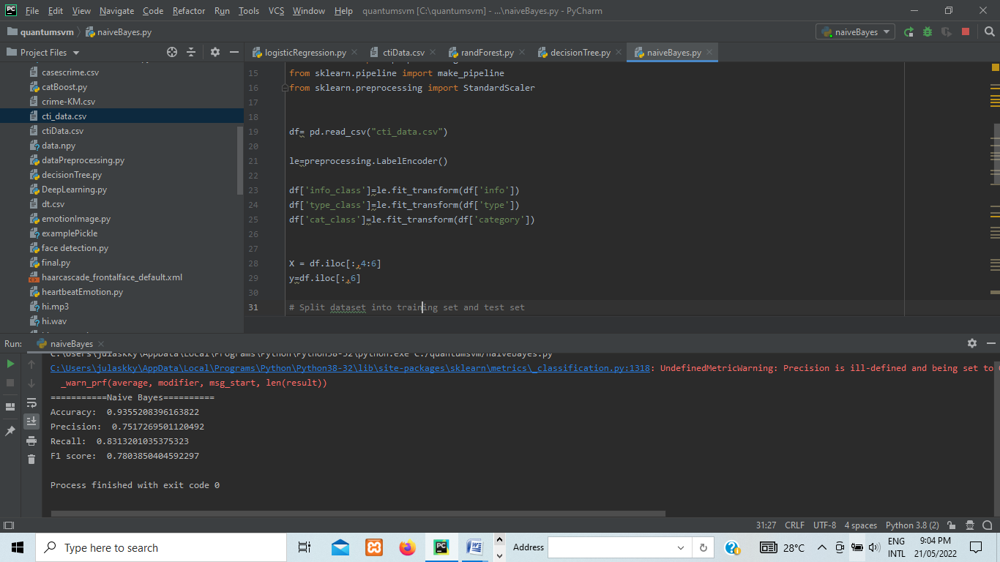 File Edit View Navigate Code Refactor Run Tools VCS Window Help quantumsvm [C:\quantumsvm] - ...\naiveBayes.py - PyCharm
quantumsvm naiveBayes.py naiveBayes
Project Files
logisticRegression.py ctiData.csv randForest.py decisionTree.py naiveBayes.py
casescrime.csv
catBoost.py
crime-KM.csv
cti_data.csv
ctiData.csv
data.npy
dataPreprocessing.py
decisionTree.py
DeepLearning.py
dt.csv
emotionImage.py
examplePickle
face detection.py
final.py
haarcascade_frontalface_default.xml
heartbeatEmotion.py
hi.mp3
hi.wav
15 from sklearn.pipeline import make_pipeline
16 from sklearn.preprocessing import StandardScaler
17
18
19 df= pd.read_csv("cti_data.csv")
20
21 le=preprocessing.LabelEncoder()
22
23 df['info_class']=le.fit_transform(df['info'])
24 df['type_class']=le.fit_transform(df['type'])
25 df['cat_class']=le.fit_transform(df['category'])
26
27
28 X = df.iloc[:,4:6]
29 y=df.iloc[:,6]
30
31 # Split dataset into training set and test set
Run: naiveBayes
C:\Users\julaskky\AppData\Local\Programs\Python\Python38-32\python.exe C:/quantumsvm/naiveBayes.py
C:\Users\julaskky\AppData\Local\Programs\Python\Python38-32\lib\site-packages\sklearn\metrics\_classification.py:1318: UndefinedMetricWarning: Precision is ill-defined and being set to
_warn_prf(average, modifier, msg_start, len(result))
===========Naive Bayes==========
Accuracy:  0.9355208396163822
Precision:  0.7517269501120492
Recall:  0.8313201035375323
F1 score:  0.7803850404592297
Process finished with exit code 0
31:27 CRLF UTF-8 4 spaces Python 3.8 (2)
Type here to search
Address
28°C
ENG
INTL
9:04 PM
21/05/2022